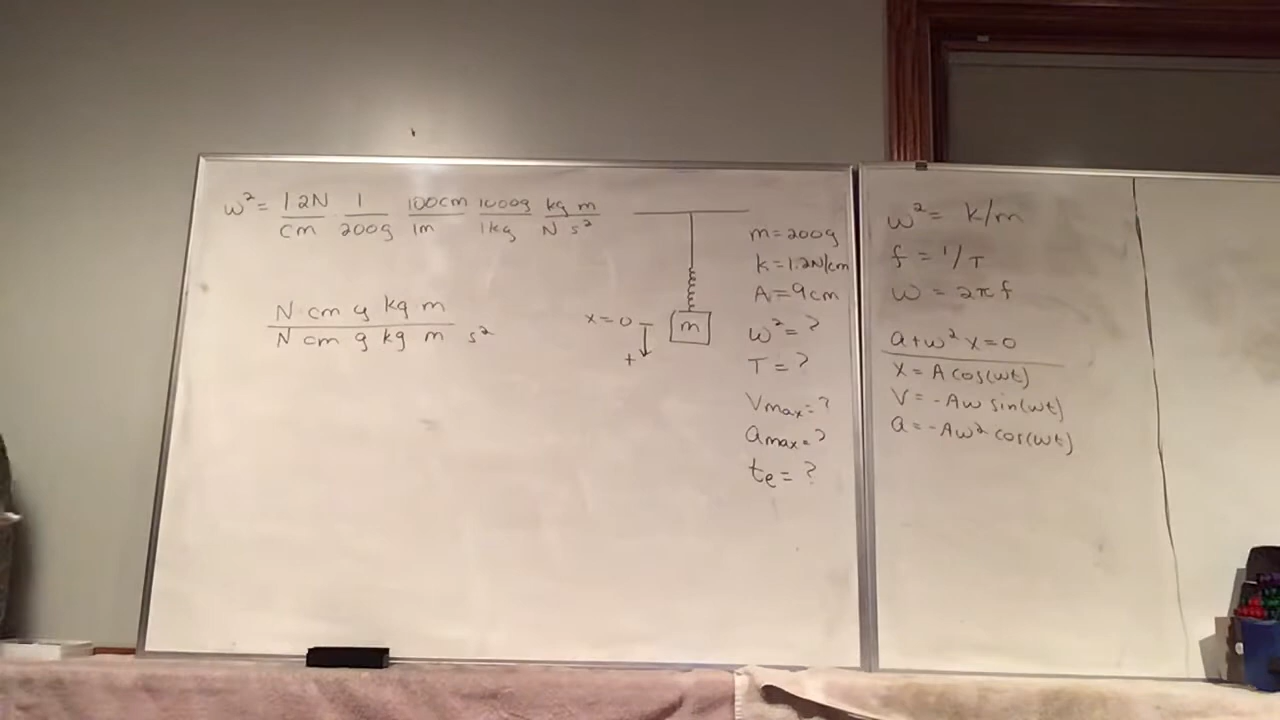 ω² = 1.2N/cm 1/200g 100cm/1m 1000g/1kg kg m/N s²
N cm g kg m
N cm g kg m s²
x=0
+
m
m=200g
k=1.2N/cm
A=9cm
ω²=?
T=?
Vmax=?
amax=?
te=?
ω²= k/m
f = 1/T
ω = 2πf
a+ω²x=0
x = A cos(ωt)
v = -Aω sin(ωt)
a = -Aω² cos(ωt)